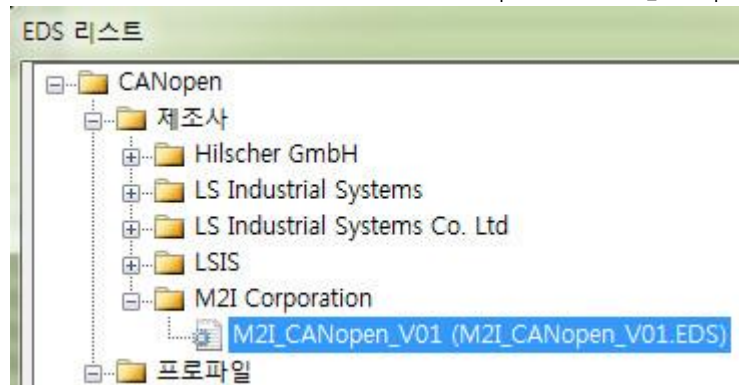 EDS 리스트
CANopen
제조사
Hilscher GmbH
LS Industrial Systems
LS Industrial Systems Co. Ltd
LSIS
M2I Corporation
M2I_CANopen_V01 (M2I_CANopen_V01.EDS)
프로파일